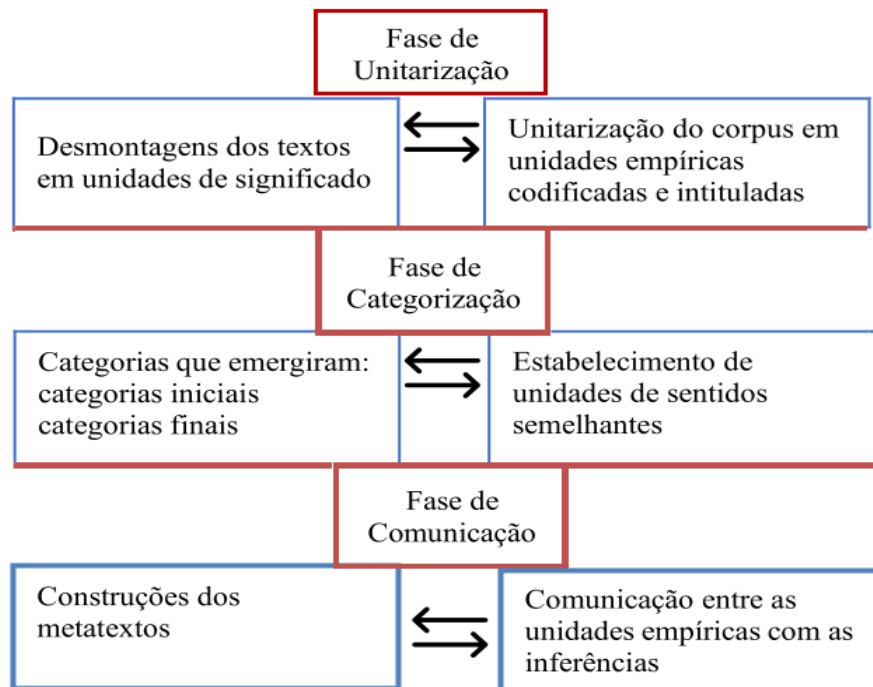 Fase de
Unitarização
Desmontagens dos textos
em unidades de significado
Unitarização do corpus em
unidades empíricas
codificadas e intituladas
Fase de
Categorização
Categorias que emergiram:
categorias iniciais
categorias finais
Estabelecimento de
unidades de sentidos
semelhantes
Fase de
Comunicação
Construções dos
metatextos
Comunicação entre as
unidades empíricas com as
inferências